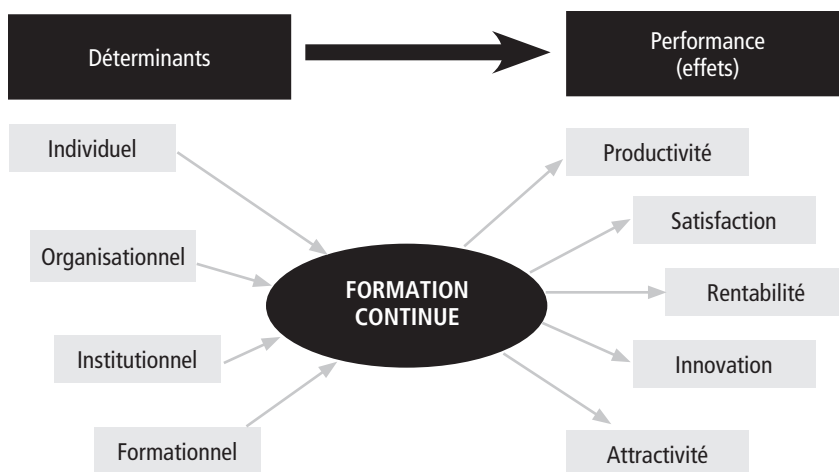 Déterminants
Performance
(effets)
Individuel
Organisationnel
Institutionnel
Formationnel
FORMATION
CONTINUE
Productivité
Satisfaction
Rentabilité
Innovation
Attractivité